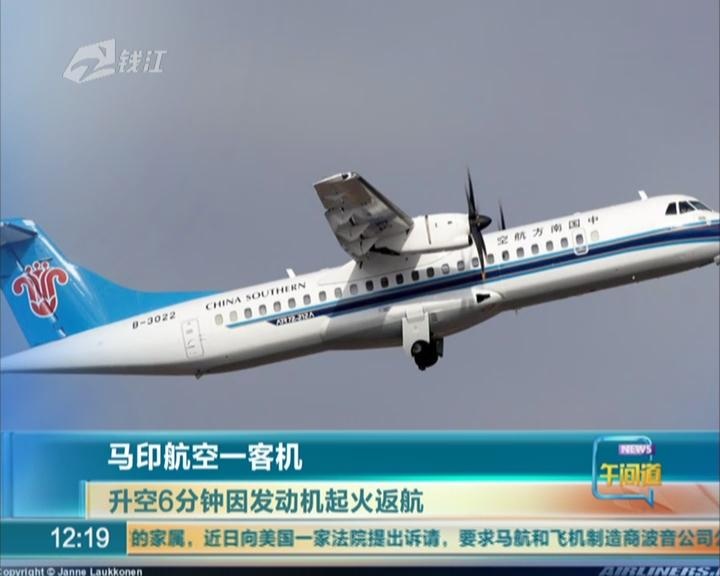 钱江
中国南方航空
CHINA SOUTHERN
B-3022
ATR72-212A
马印航空一客机
NEWS
午间道
升空6分钟因发动机起火返航
12:19 的家属，近日向美国一家法院提出诉请，要求马航和飞机制造商波音公司
Copyright © Janne Laukkonen
AIRLINERS.